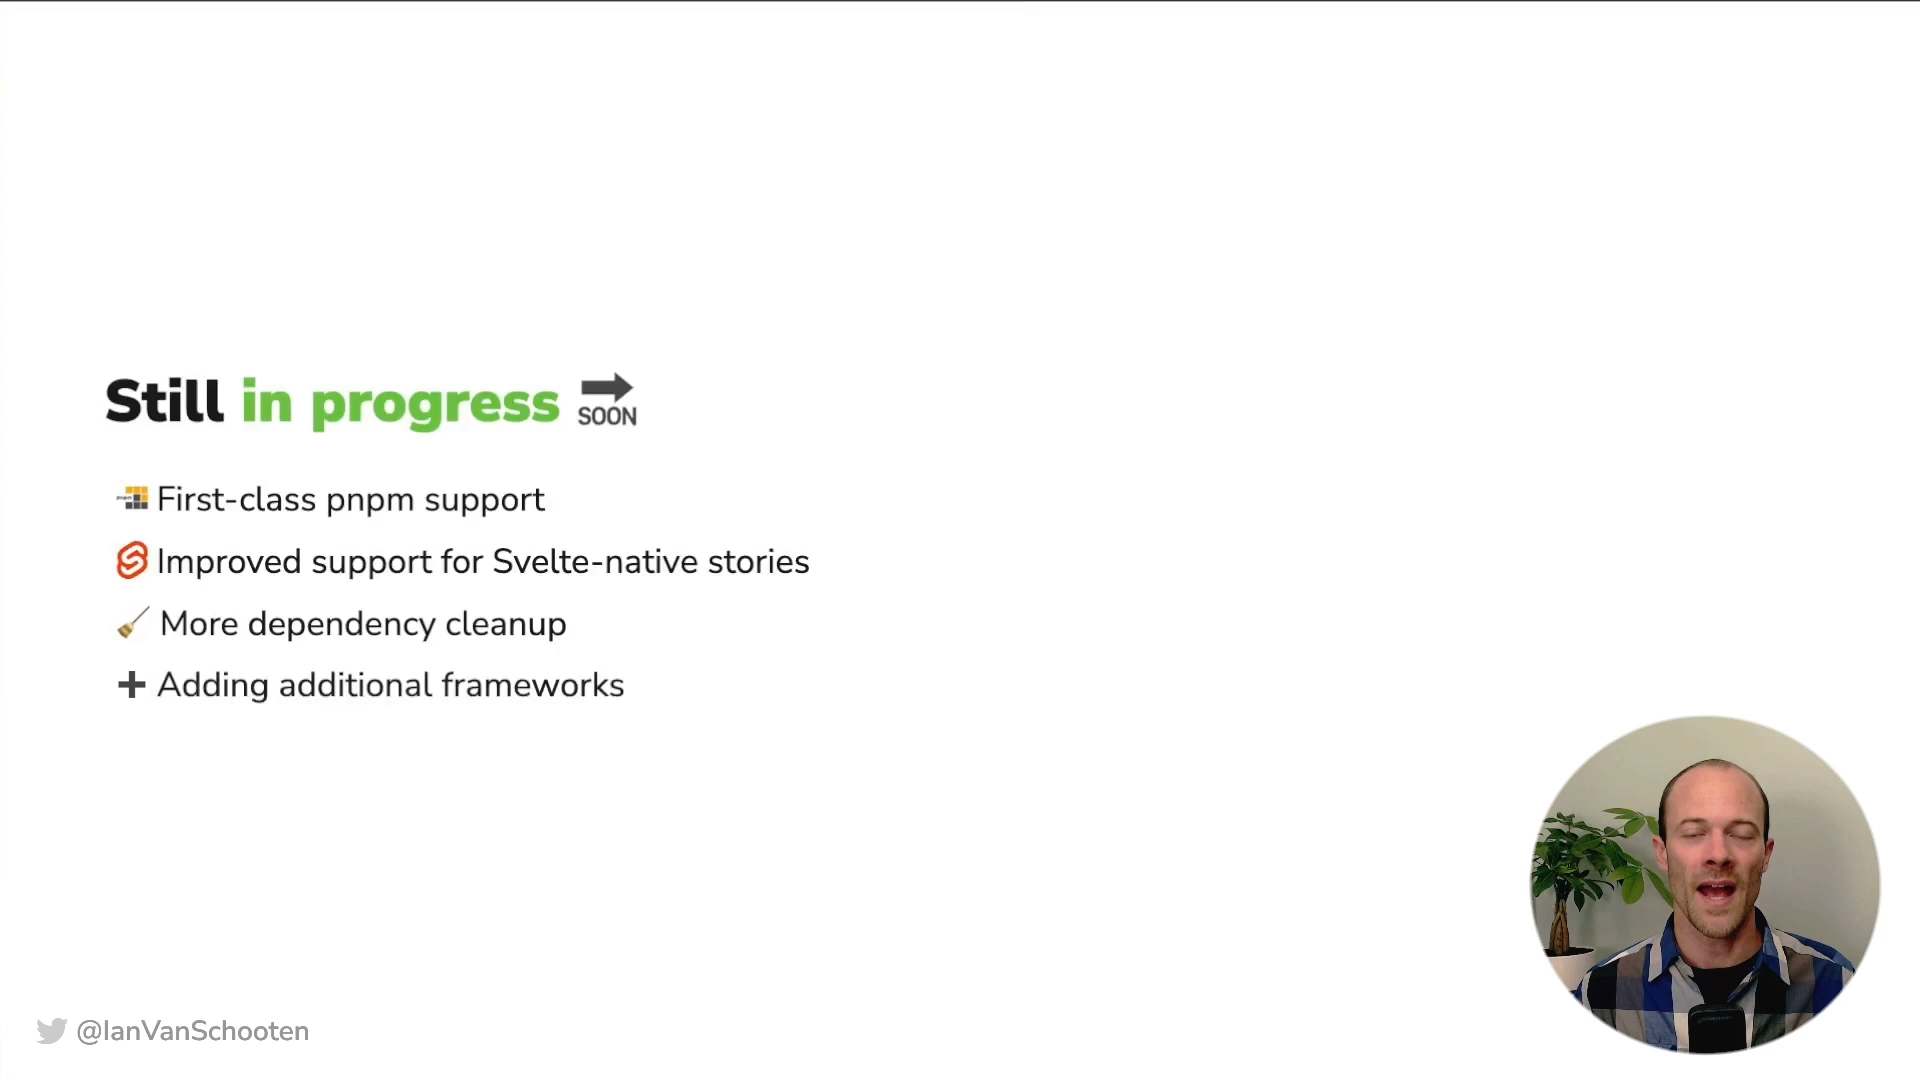 Still in progress SOON
First-class pnpm support
Improved support for Svelte-native stories
More dependency cleanup
Adding additional frameworks
@IanVanSchooten